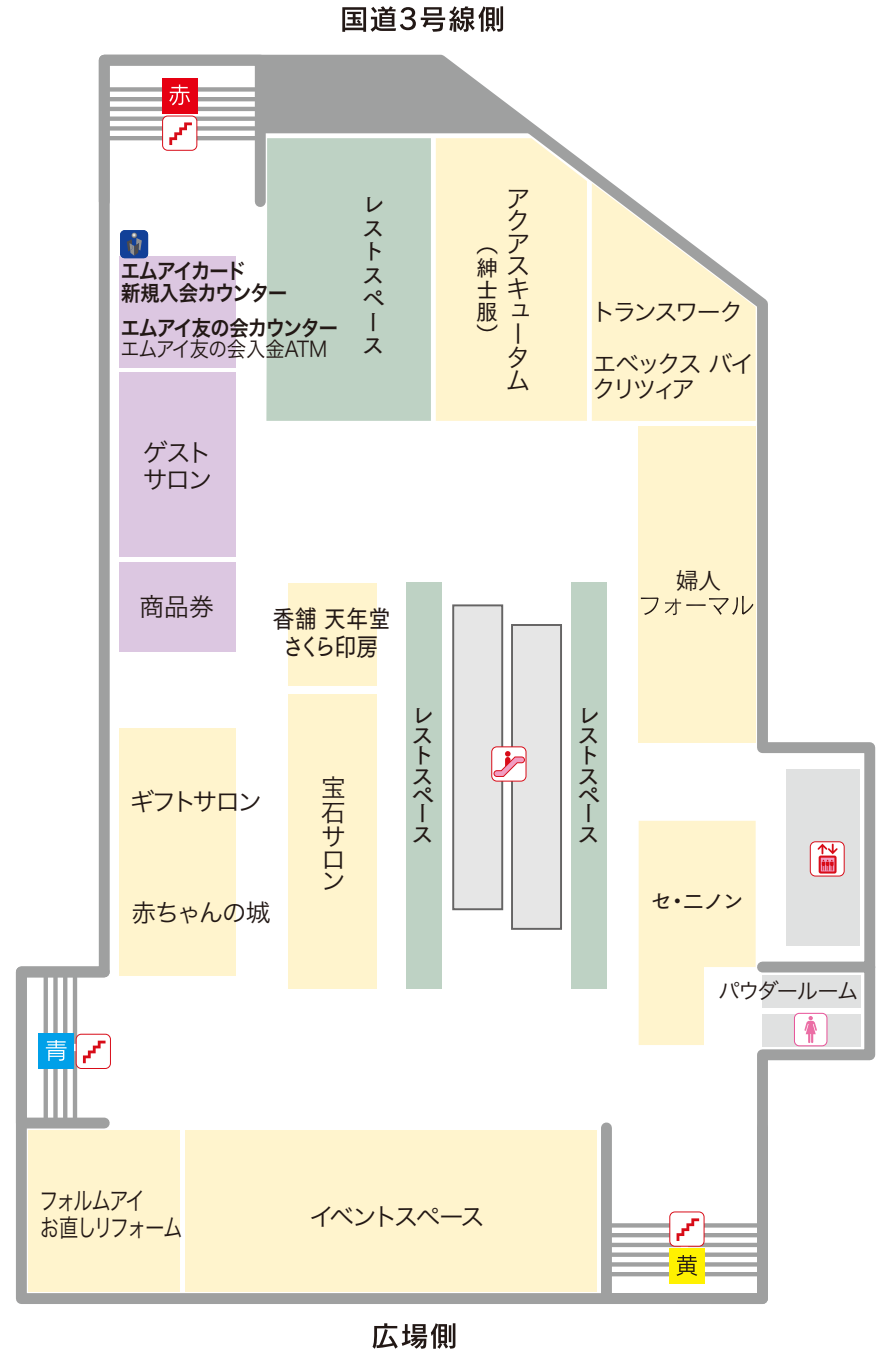 国道3号線側
赤
レストスペース
アクアスキュータム
（紳士服）
トランスワーク
エベックス バイ
クリツィア
エムアイカード
新規入会カウンター
エムアイ友の会カウンター
エムアイ友の会入金ATM
ゲスト
サロン
商品券
婦人
フォーマル
香舗 天年堂
さくら印房
レストスペース
レストスペース
宝石サロン
ギフトサロン
赤ちゃんの城
セ・ニノン
パウダールーム
青
フォルムアイ
お直しリフォーム
イベントスペース
黄
広場側